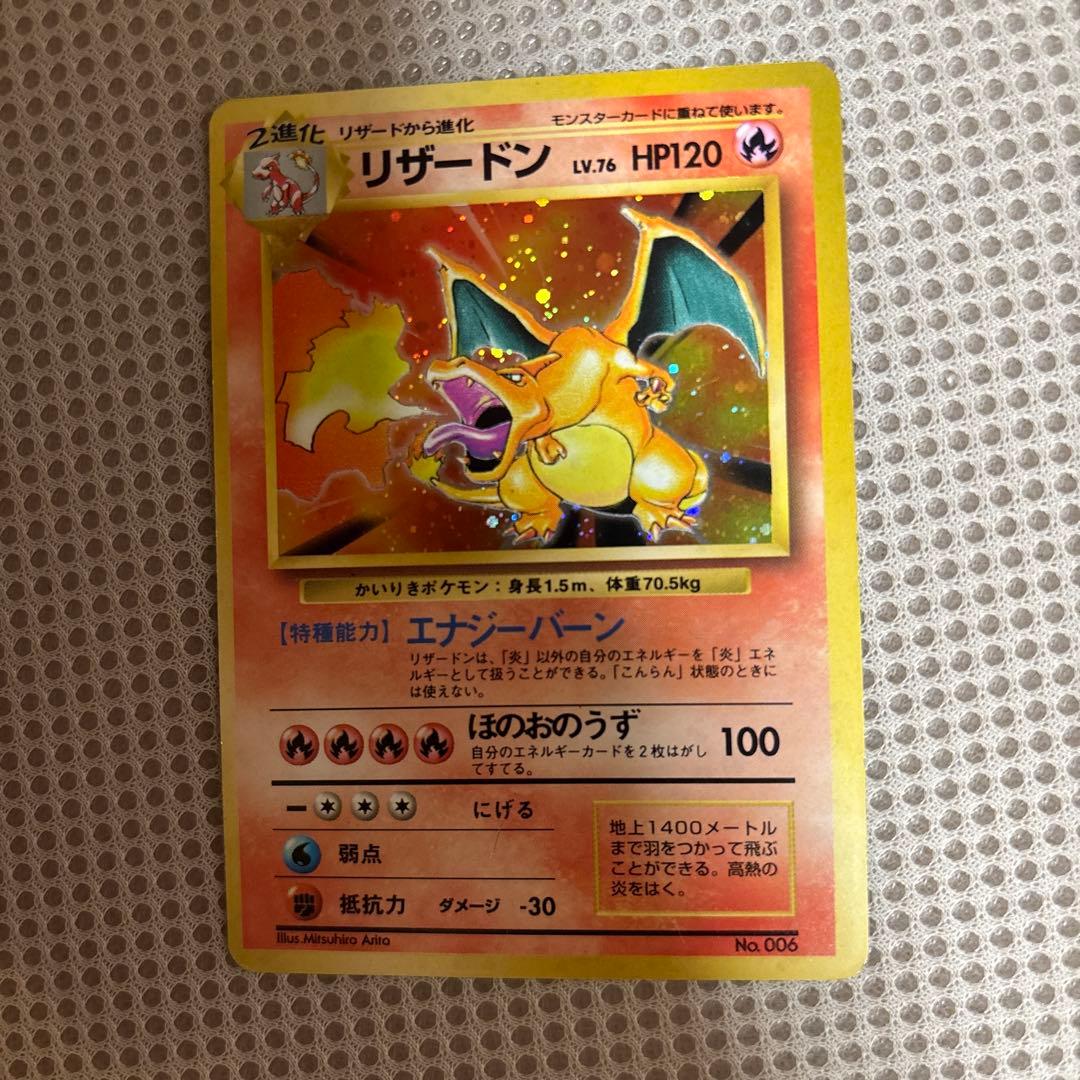 2進化 リザードから進化 モンスターカードに重ねて使います。
リザードン LV.76 HP120
かいりきポケモン：身長1.5m、体重70.5kg
【特種能力】エナジーバーン
リザードンは、「炎」以外の自分のエネルギーを「炎」エネ
ルギーとして扱うことができる。「こんらん」状態のときに
は使えない。
ほのおのうず 100
自分のエネルギーカードを2枚はがし
てすてる。
ー にげる
弱点
抵抗力 ダメージ -30
地上1400メートル
まで羽をつかって飛ぶ
ことができる。高熱の
炎をはく。
Illus.Mitsuhiro Arita
No. 006